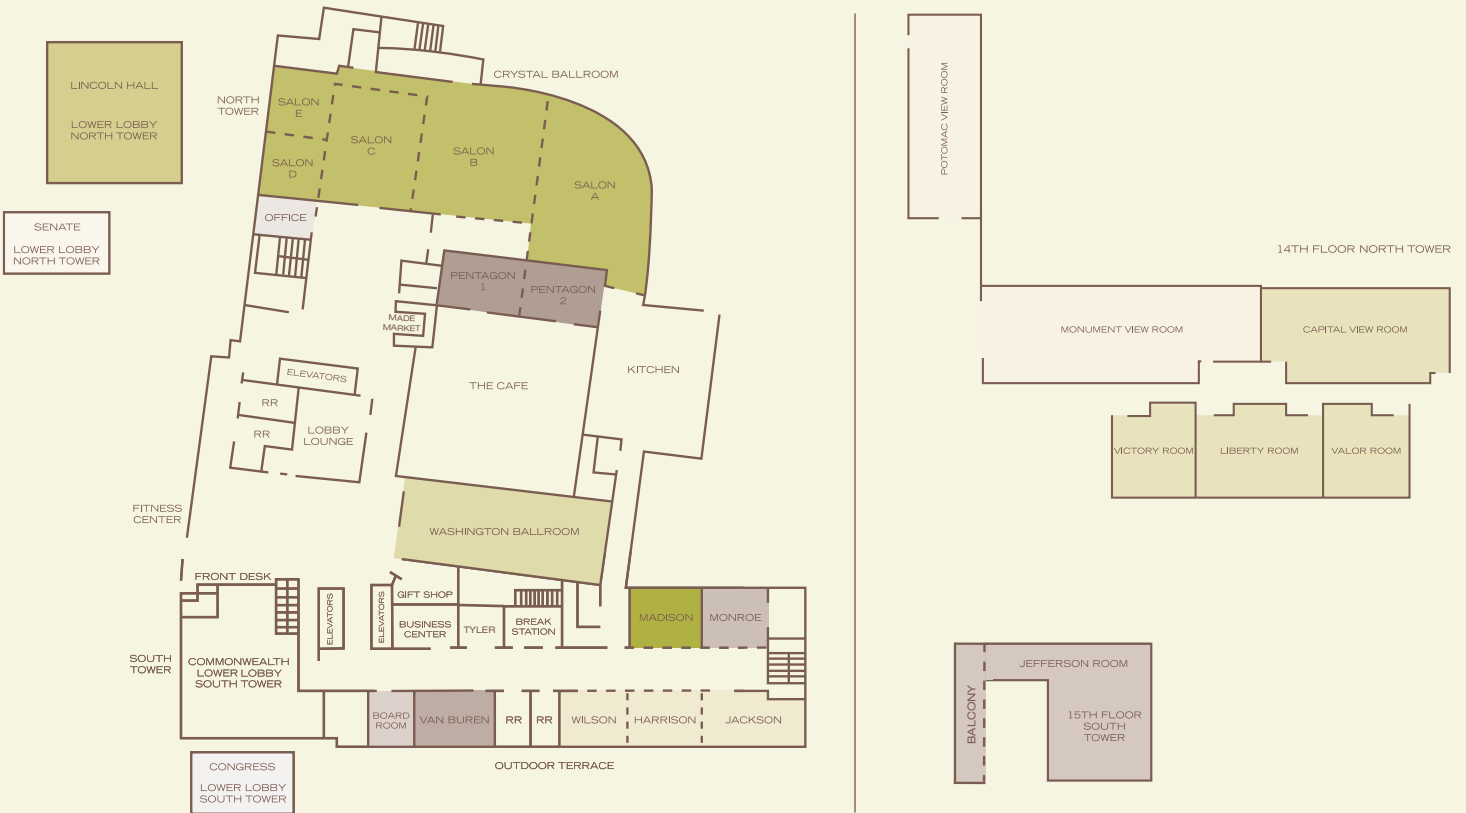 LINCOLN HALL
LOWER LOBBY
NORTH TOWER
SENATE
LOWER LOBBY
NORTH TOWER
NORTH
TOWER
CRYSTAL BALLROOM
SALON
E
SALON
D
SALON
C
SALON
B
SALON
A
OFFICE
PENTAGON
1
PENTAGON
2
MADE
MARKET
ELEVATORS
RR
RR
LOBBY
LOUNGE
THE CAFE
KITCHEN
FITNESS
CENTER
WASHINGTON BALLROOM
FRONT DESK
ELEVATORS
ELEVATORS
GIFT SHOP
BUSINESS
CENTER
TYLER
BREAK
STATION
MADISON
MONROE
SOUTH
TOWER
COMMONWEALTH
LOWER LOBBY
SOUTH TOWER
BOARD
ROOM
VAN BUREN
RR
RR
WILSON
HARRISON
JACKSON
OUTDOOR TERRACE
CONGRESS
LOWER LOBBY
SOUTH TOWER
POTOMAC VIEW ROOM
14TH FLOOR NORTH TOWER
MONUMENT VIEW ROOM
CAPITAL VIEW ROOM
VICTORY ROOM
LIBERTY ROOM
VALOR ROOM
JEFFERSON ROOM
BALCONY
15TH FLOOR
SOUTH
TOWER